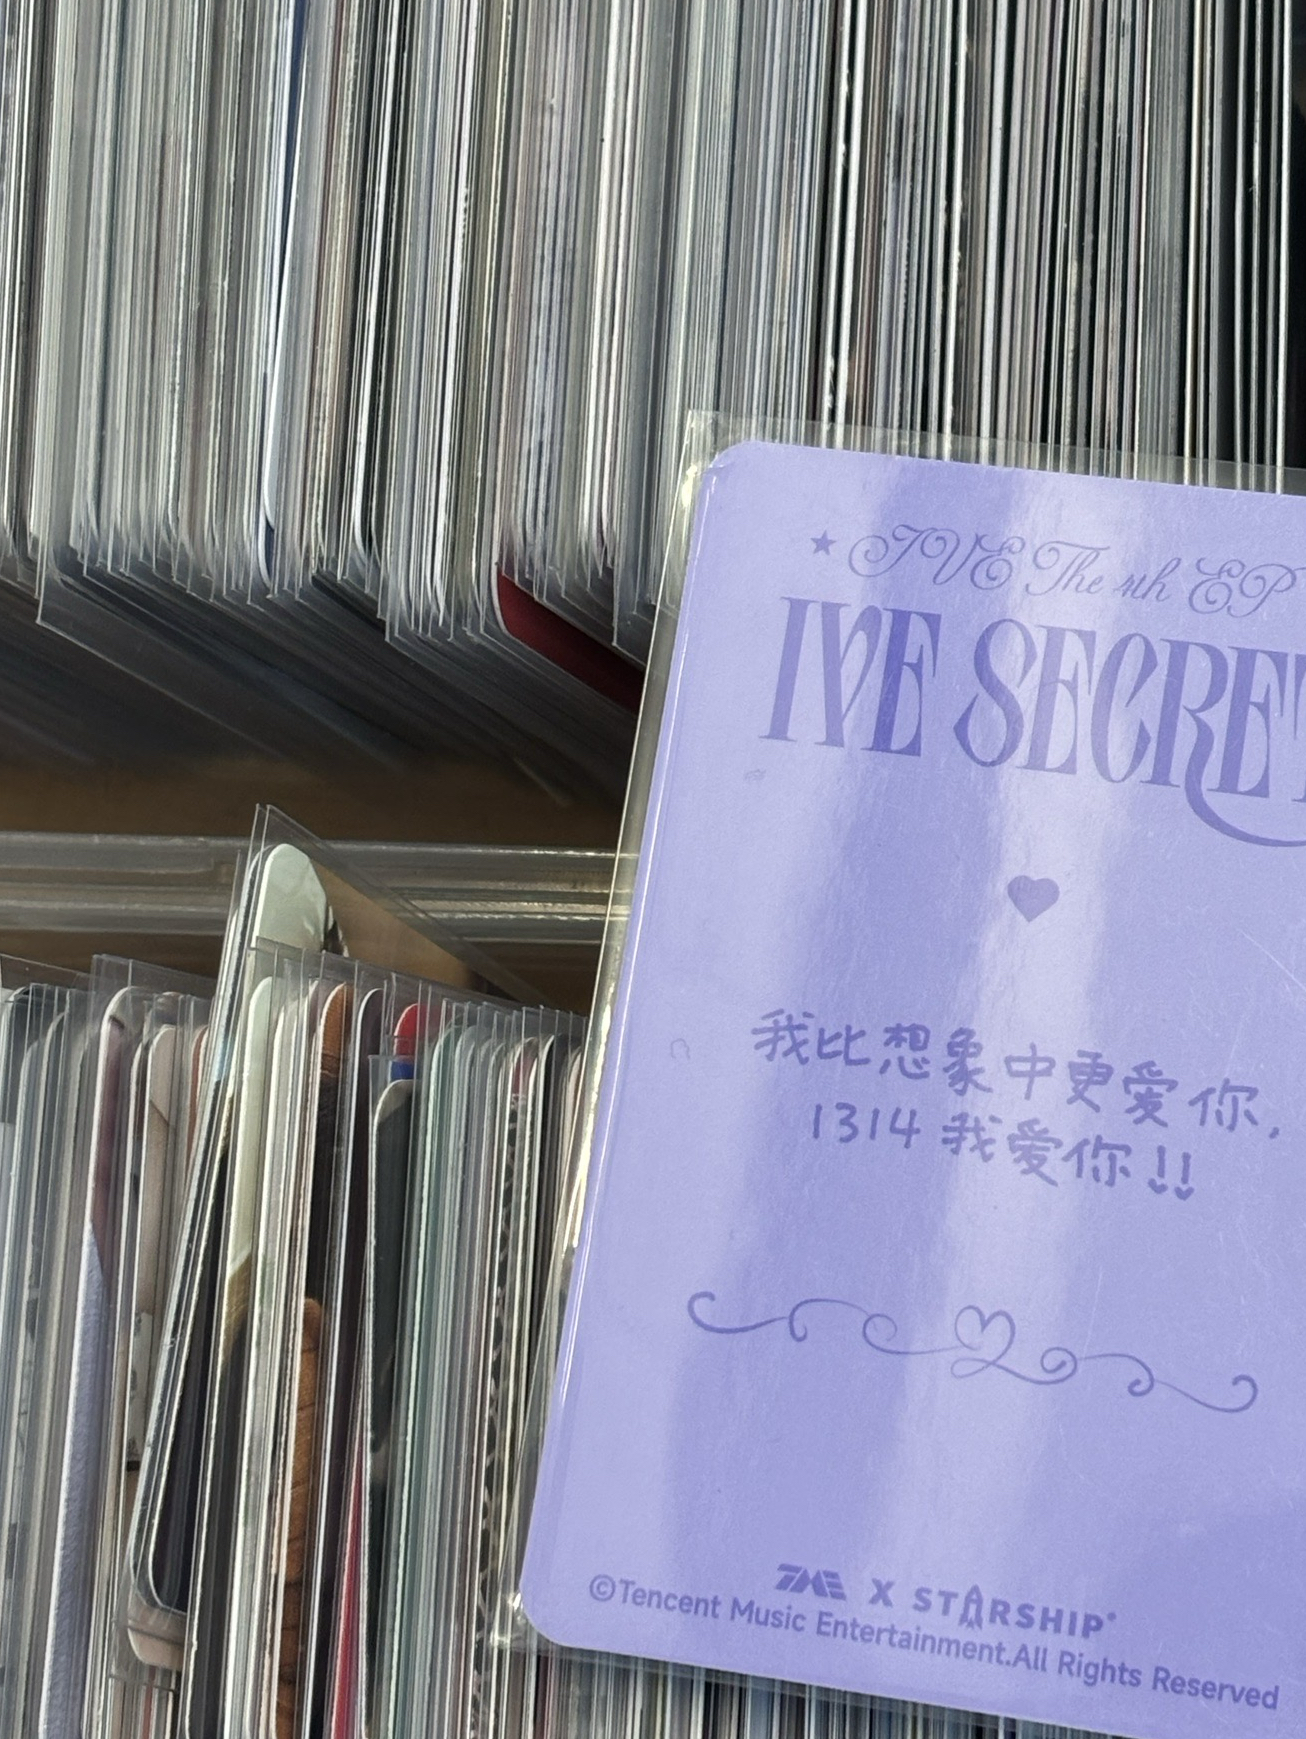 ★ IVE The 4th EP
IVE SECRET
我比想象中更爱你,
1314 我爱你!!
TME X STARSHIP
©Tencent Music Entertainment.All Rights Reserved